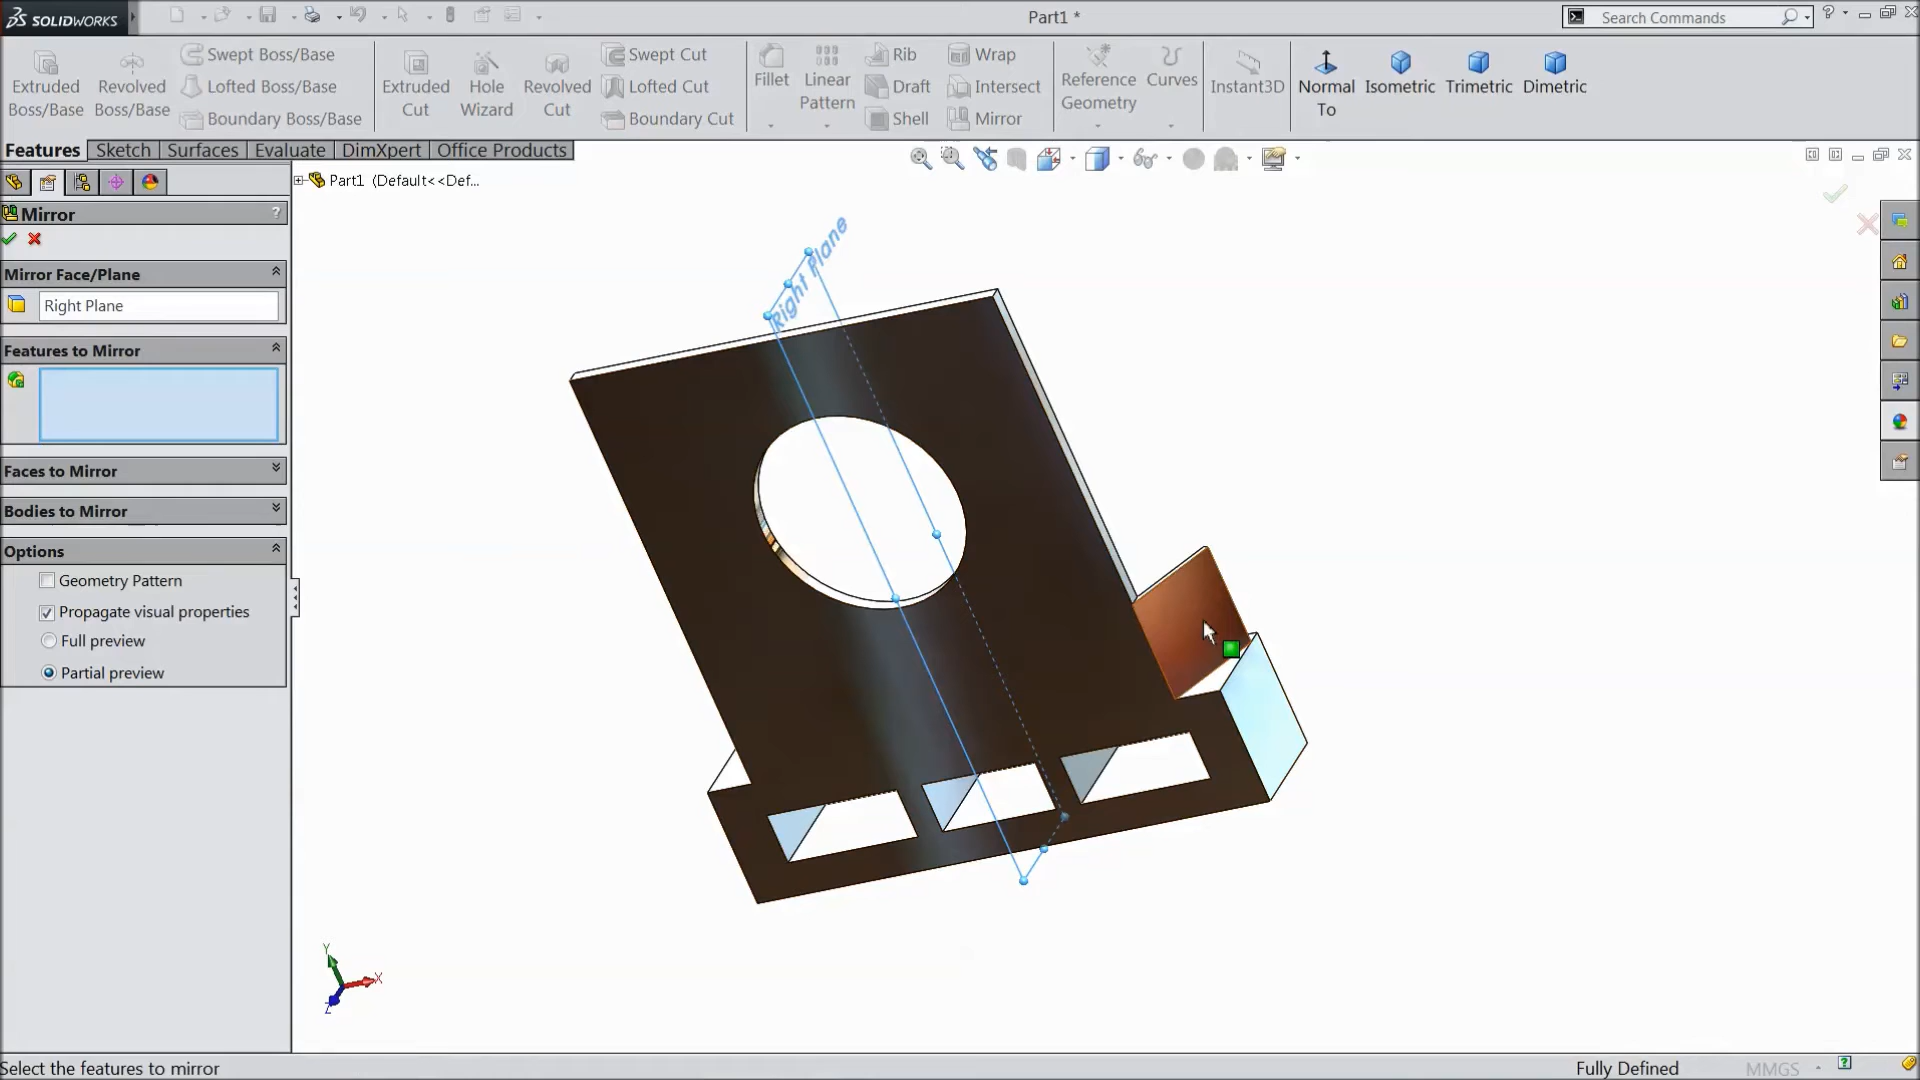 SOLIDWORKS
Part1 *
Search Commands
Extruded Boss/Base
Revolved Boss/Base
Swept Boss/Base
Lofted Boss/Base
Boundary Boss/Base
Extruded Cut
Hole Wizard
Revolved Cut
Swept Cut
Lofted Cut
Boundary Cut
Fillet
Linear Pattern
Rib
Draft
Shell
Wrap
Intersect
Mirror
Reference Geometry
Curves
Instant3D
Normal To
Isometric
Trimetric
Dimetric
Features
Sketch
Surfaces
Evaluate
DimXpert
Office Products
Part1 (Default<<Def...
Mirror
?
Mirror Face/Plane
Right Plane
Features to Mirror
Faces to Mirror
Bodies to Mirror
Options
Geometry Pattern
Propagate visual properties
Full preview
Partial preview
Right Plane
Y
X
Z
Select the features to mirror
Fully Defined
MMGS